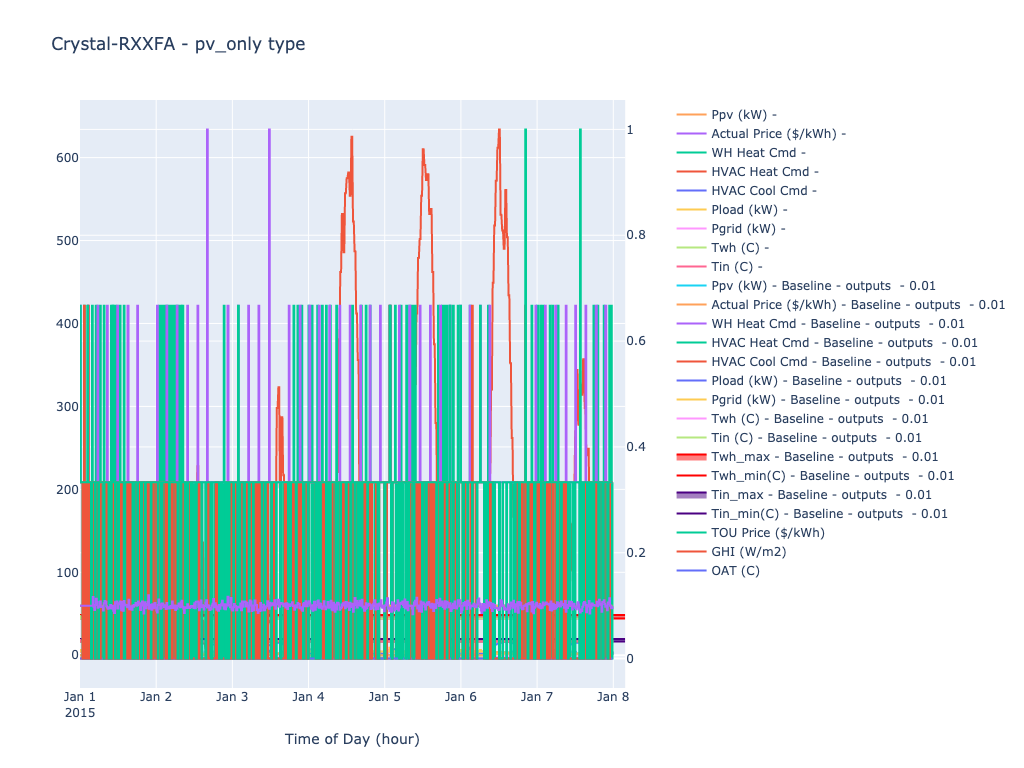 Crystal-RXXFA - pv_only type
600
500
400
300
200
100
0
1
0.8
0.6
0.4
0.2
0
Jan 1
2015
Jan 2
Jan 3
Jan 4
Jan 5
Jan 6
Jan 7
Jan 8
Time of Day (hour)
Ppv (kW) -
Actual Price ($/kWh) -
WH Heat Cmd -
HVAC Heat Cmd -
HVAC Cool Cmd -
Pload (kW) -
Pgrid (kW) -
Twh (C) -
Tin (C) -
Ppv (kW) - Baseline - outputs - 0.01
Actual Price ($/kWh) - Baseline - outputs - 0.01
WH Heat Cmd - Baseline - outputs - 0.01
HVAC Heat Cmd - Baseline - outputs - 0.01
HVAC Cool Cmd - Baseline - outputs - 0.01
Pload (kW) - Baseline - outputs - 0.01
Pgrid (kW) - Baseline - outputs - 0.01
Twh (C) - Baseline - outputs - 0.01
Tin (C) - Baseline - outputs - 0.01
Twh_max - Baseline - outputs - 0.01
Twh_min(C) - Baseline - outputs - 0.01
Tin_max - Baseline - outputs - 0.01
Tin_min(C) - Baseline - outputs - 0.01
TOU Price ($/kWh)
GHI (W/m2)
OAT (C)